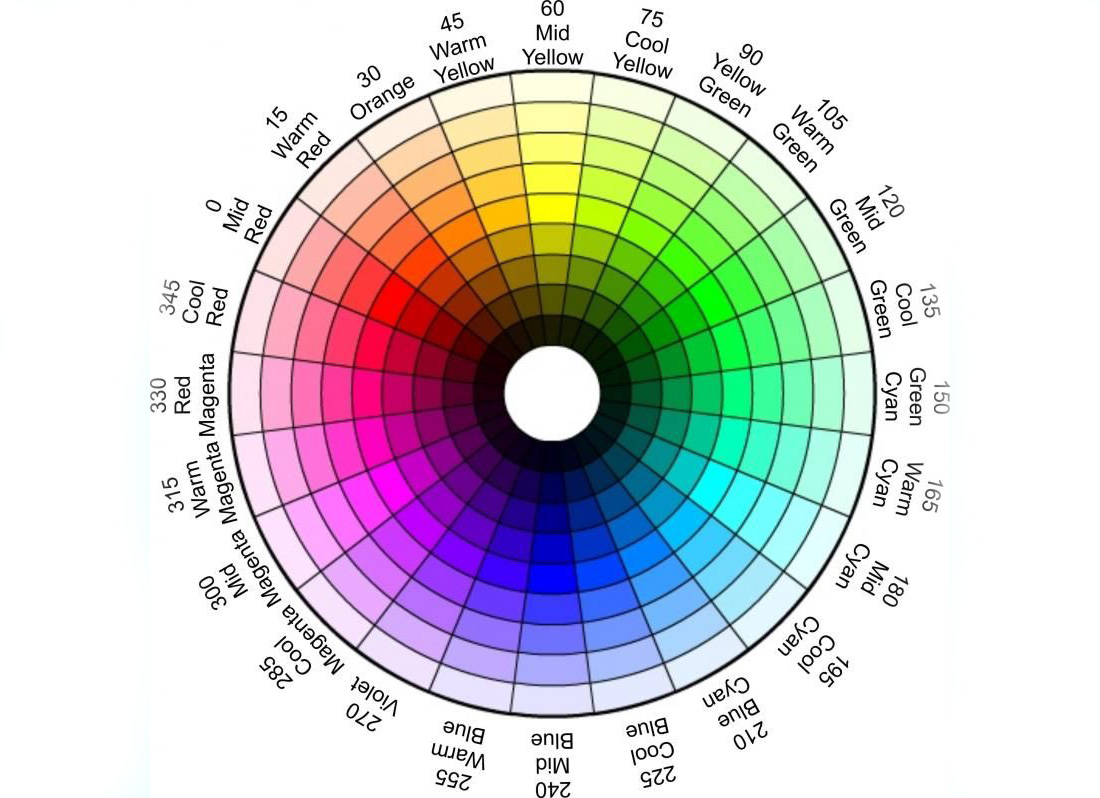 60
Mid
Yellow
75
Cool
Yellow
90
Yellow
Green
105
Warm
Green
120
Mid
Green
135
Cool
Green
150
Green
Cyan
165
Warm
Cyan
180
Mid
Cyan
195
Cool
Cyan
210
Blue
Cyan
225
Cool
Blue
240
Mid
Blue
255
Warm
Blue
270
Violet
285
Cool
Magenta
300
Mid
Magenta
315
Warm
Magenta
330
Red
Magenta
345
Cool
Red
0
Mid
Red
15
Warm
Red
30
Orange
45
Warm
Yellow